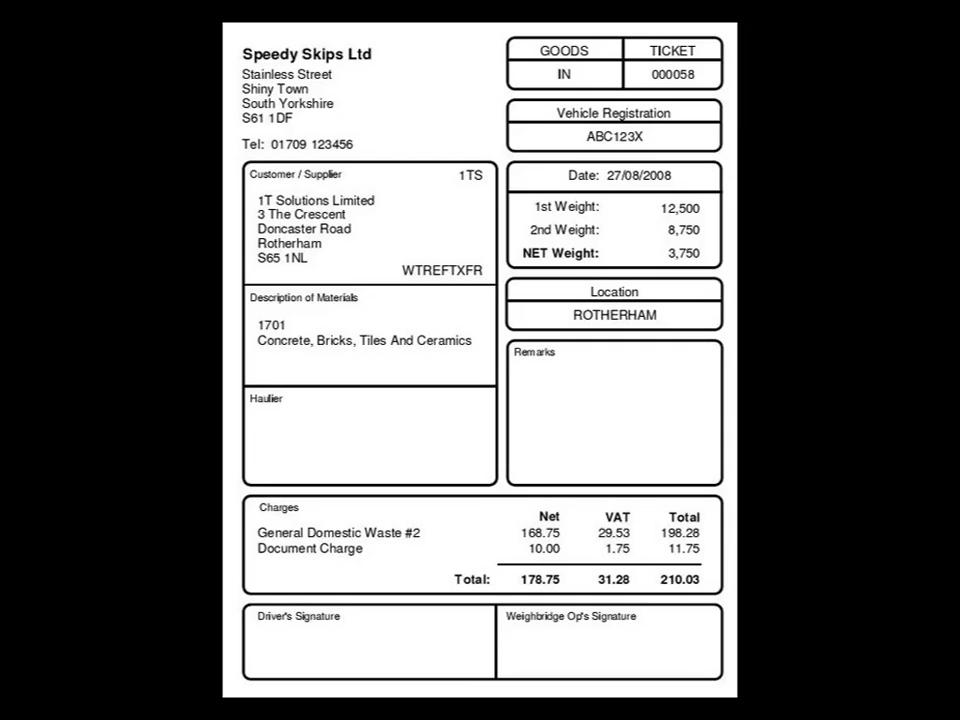 Speedy Skips Ltd
Stainless Street
Shiny Town
South Yorkshire
S61 1DF
Tel: 01709 123456
GOODS TICKET
IN 000058
Vehicle Registration
ABC123X
Customer / Supplier 1TS
1T Solutions Limited
3 The Crescent
Doncaster Road
Rotherham
S65 1NL
WTREFTXFR
Date: 27/08/2008
1st Weight: 12,500
2nd Weight: 8,750
NET Weight: 3,750
Location
ROTHERHAM
Description of Materials
1701
Concrete, Bricks, Tiles And Ceramics
Remarks
Haulier
Charges
Net VAT Total
General Domestic Waste #2 168.75 29.53 198.28
Document Charge 10.00 1.75 11.75
Total: 178.75 31.28 210.03
Driver's Signature
Weighbridge Op's Signature